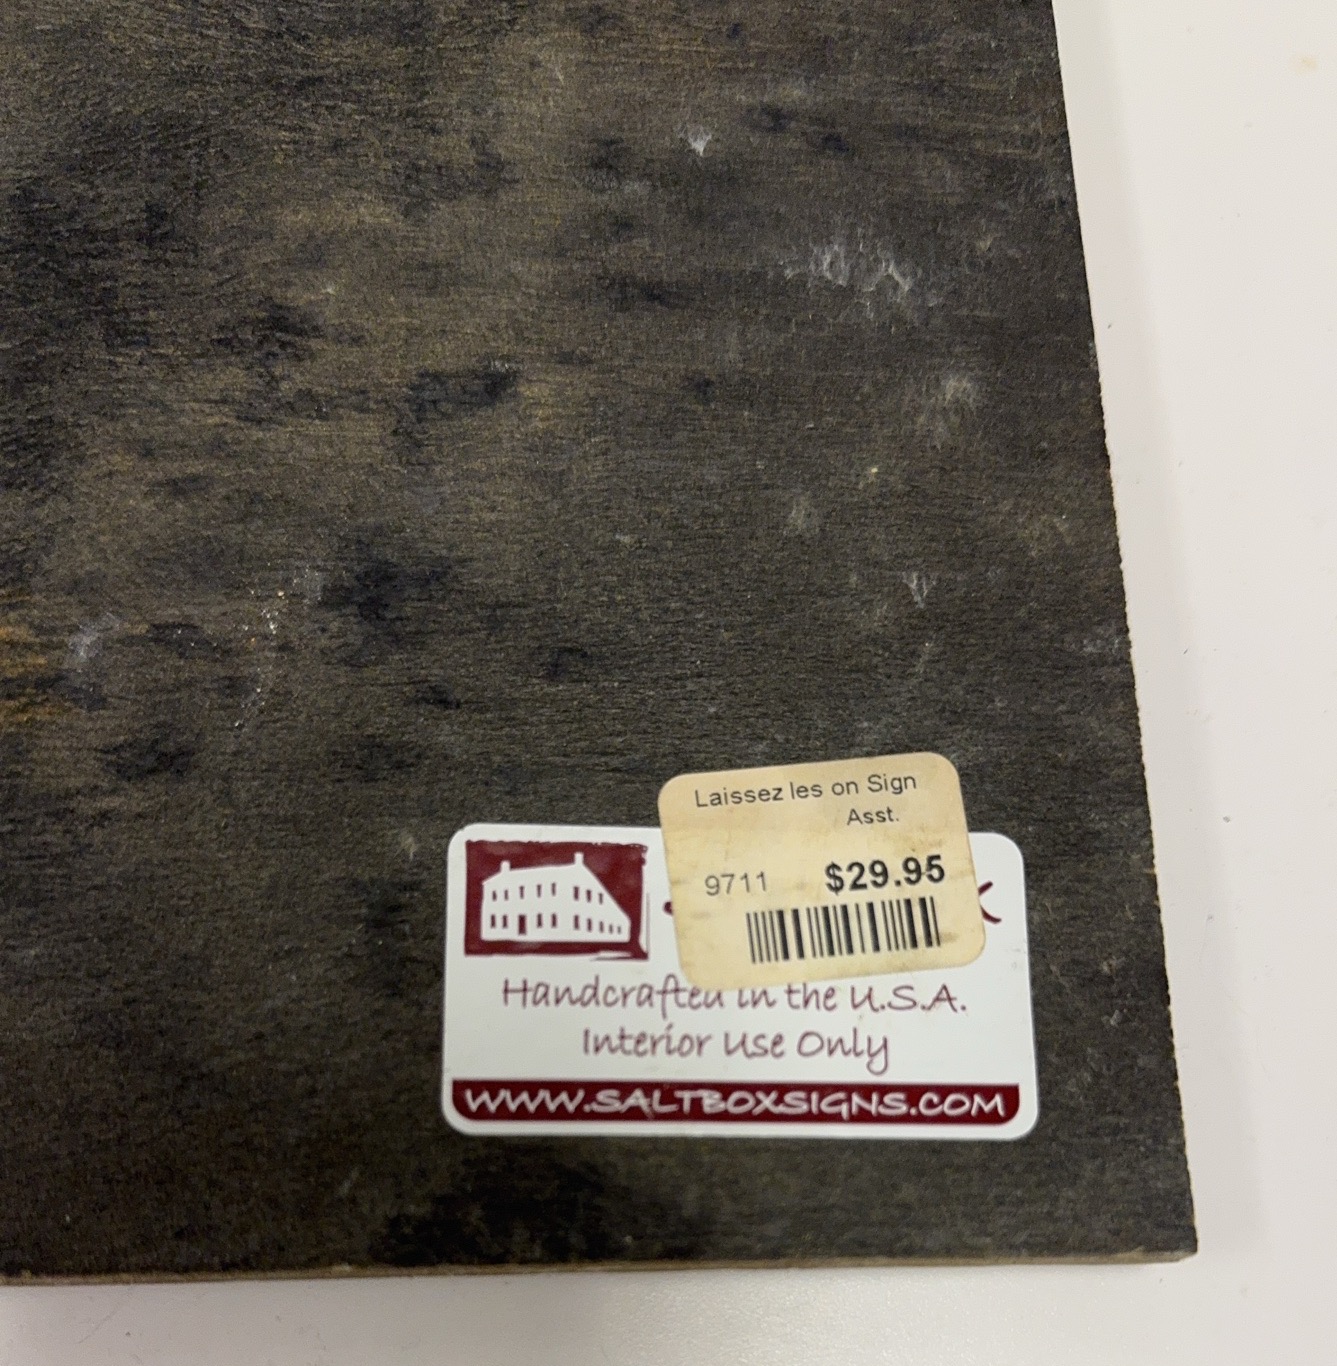 Laissez les on Sign
Asst.
9711 $29.95
Handcrafted in the U.S.A.
Interior Use Only
WWW.SALTBOXSIGNS.COM